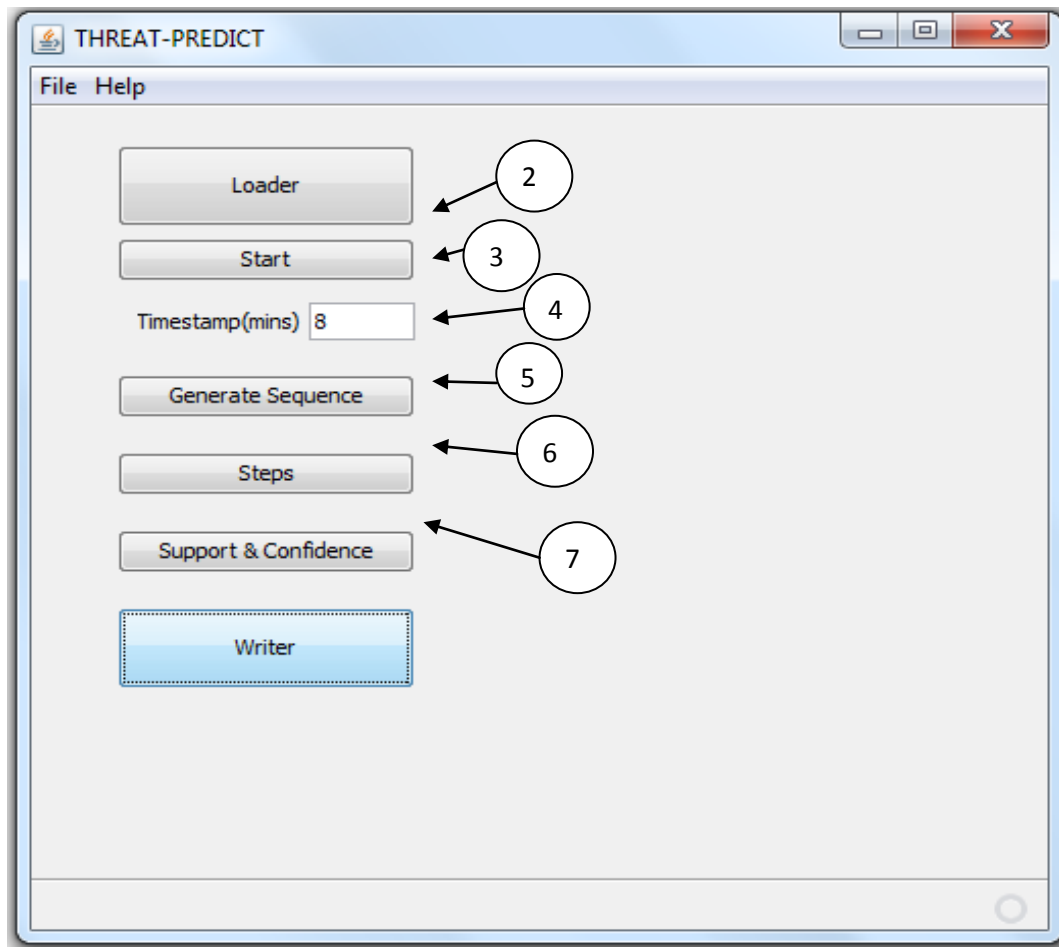 THREAT-PREDICT
File Help
Loader
2
Start
3
Timestamp(mins) 8
4
Generate Sequence
5
Steps
6
Support & Confidence
7
Writer